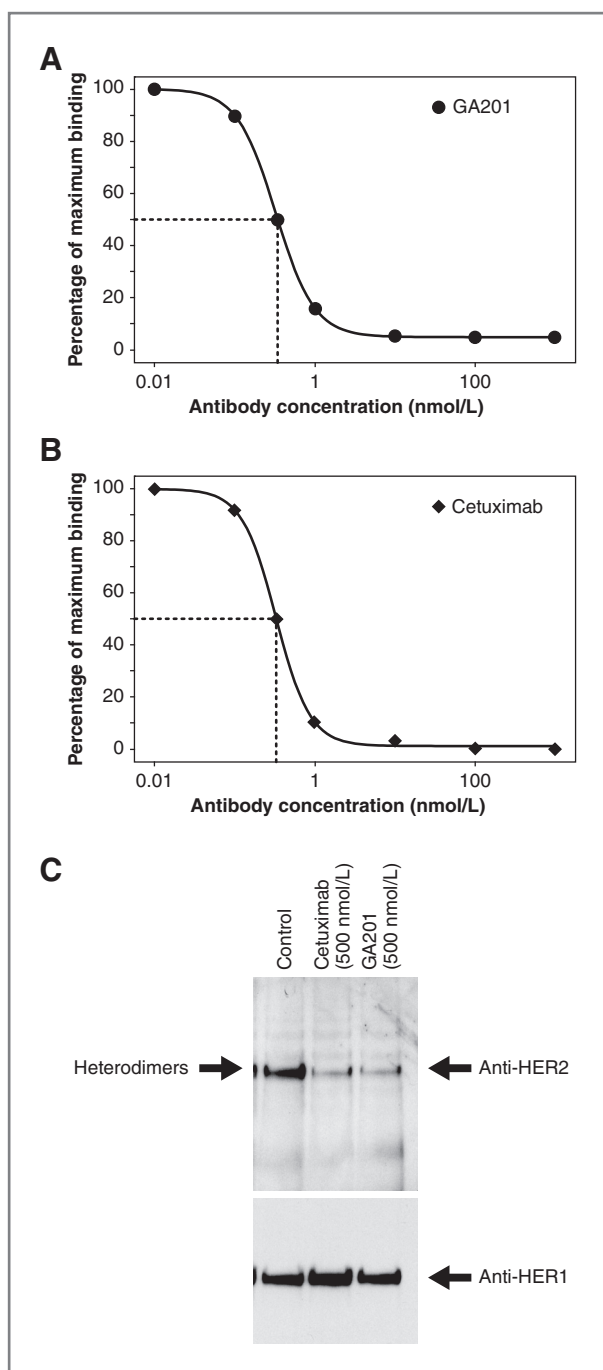 A
Percentage of maximum binding
100
80
60
40
20
0
GA201
0.01
1
100
Antibody concentration (nmol/L)
B
Percentage of maximum binding
100
80
60
40
20
0
Cetuximab
0.01
1
100
Antibody concentration (nmol/L)
C
Control
Cetuximab
(500 nmol/L)
GA201
(500 nmol/L)
Heterodimers
Anti-HER2
Anti-HER1